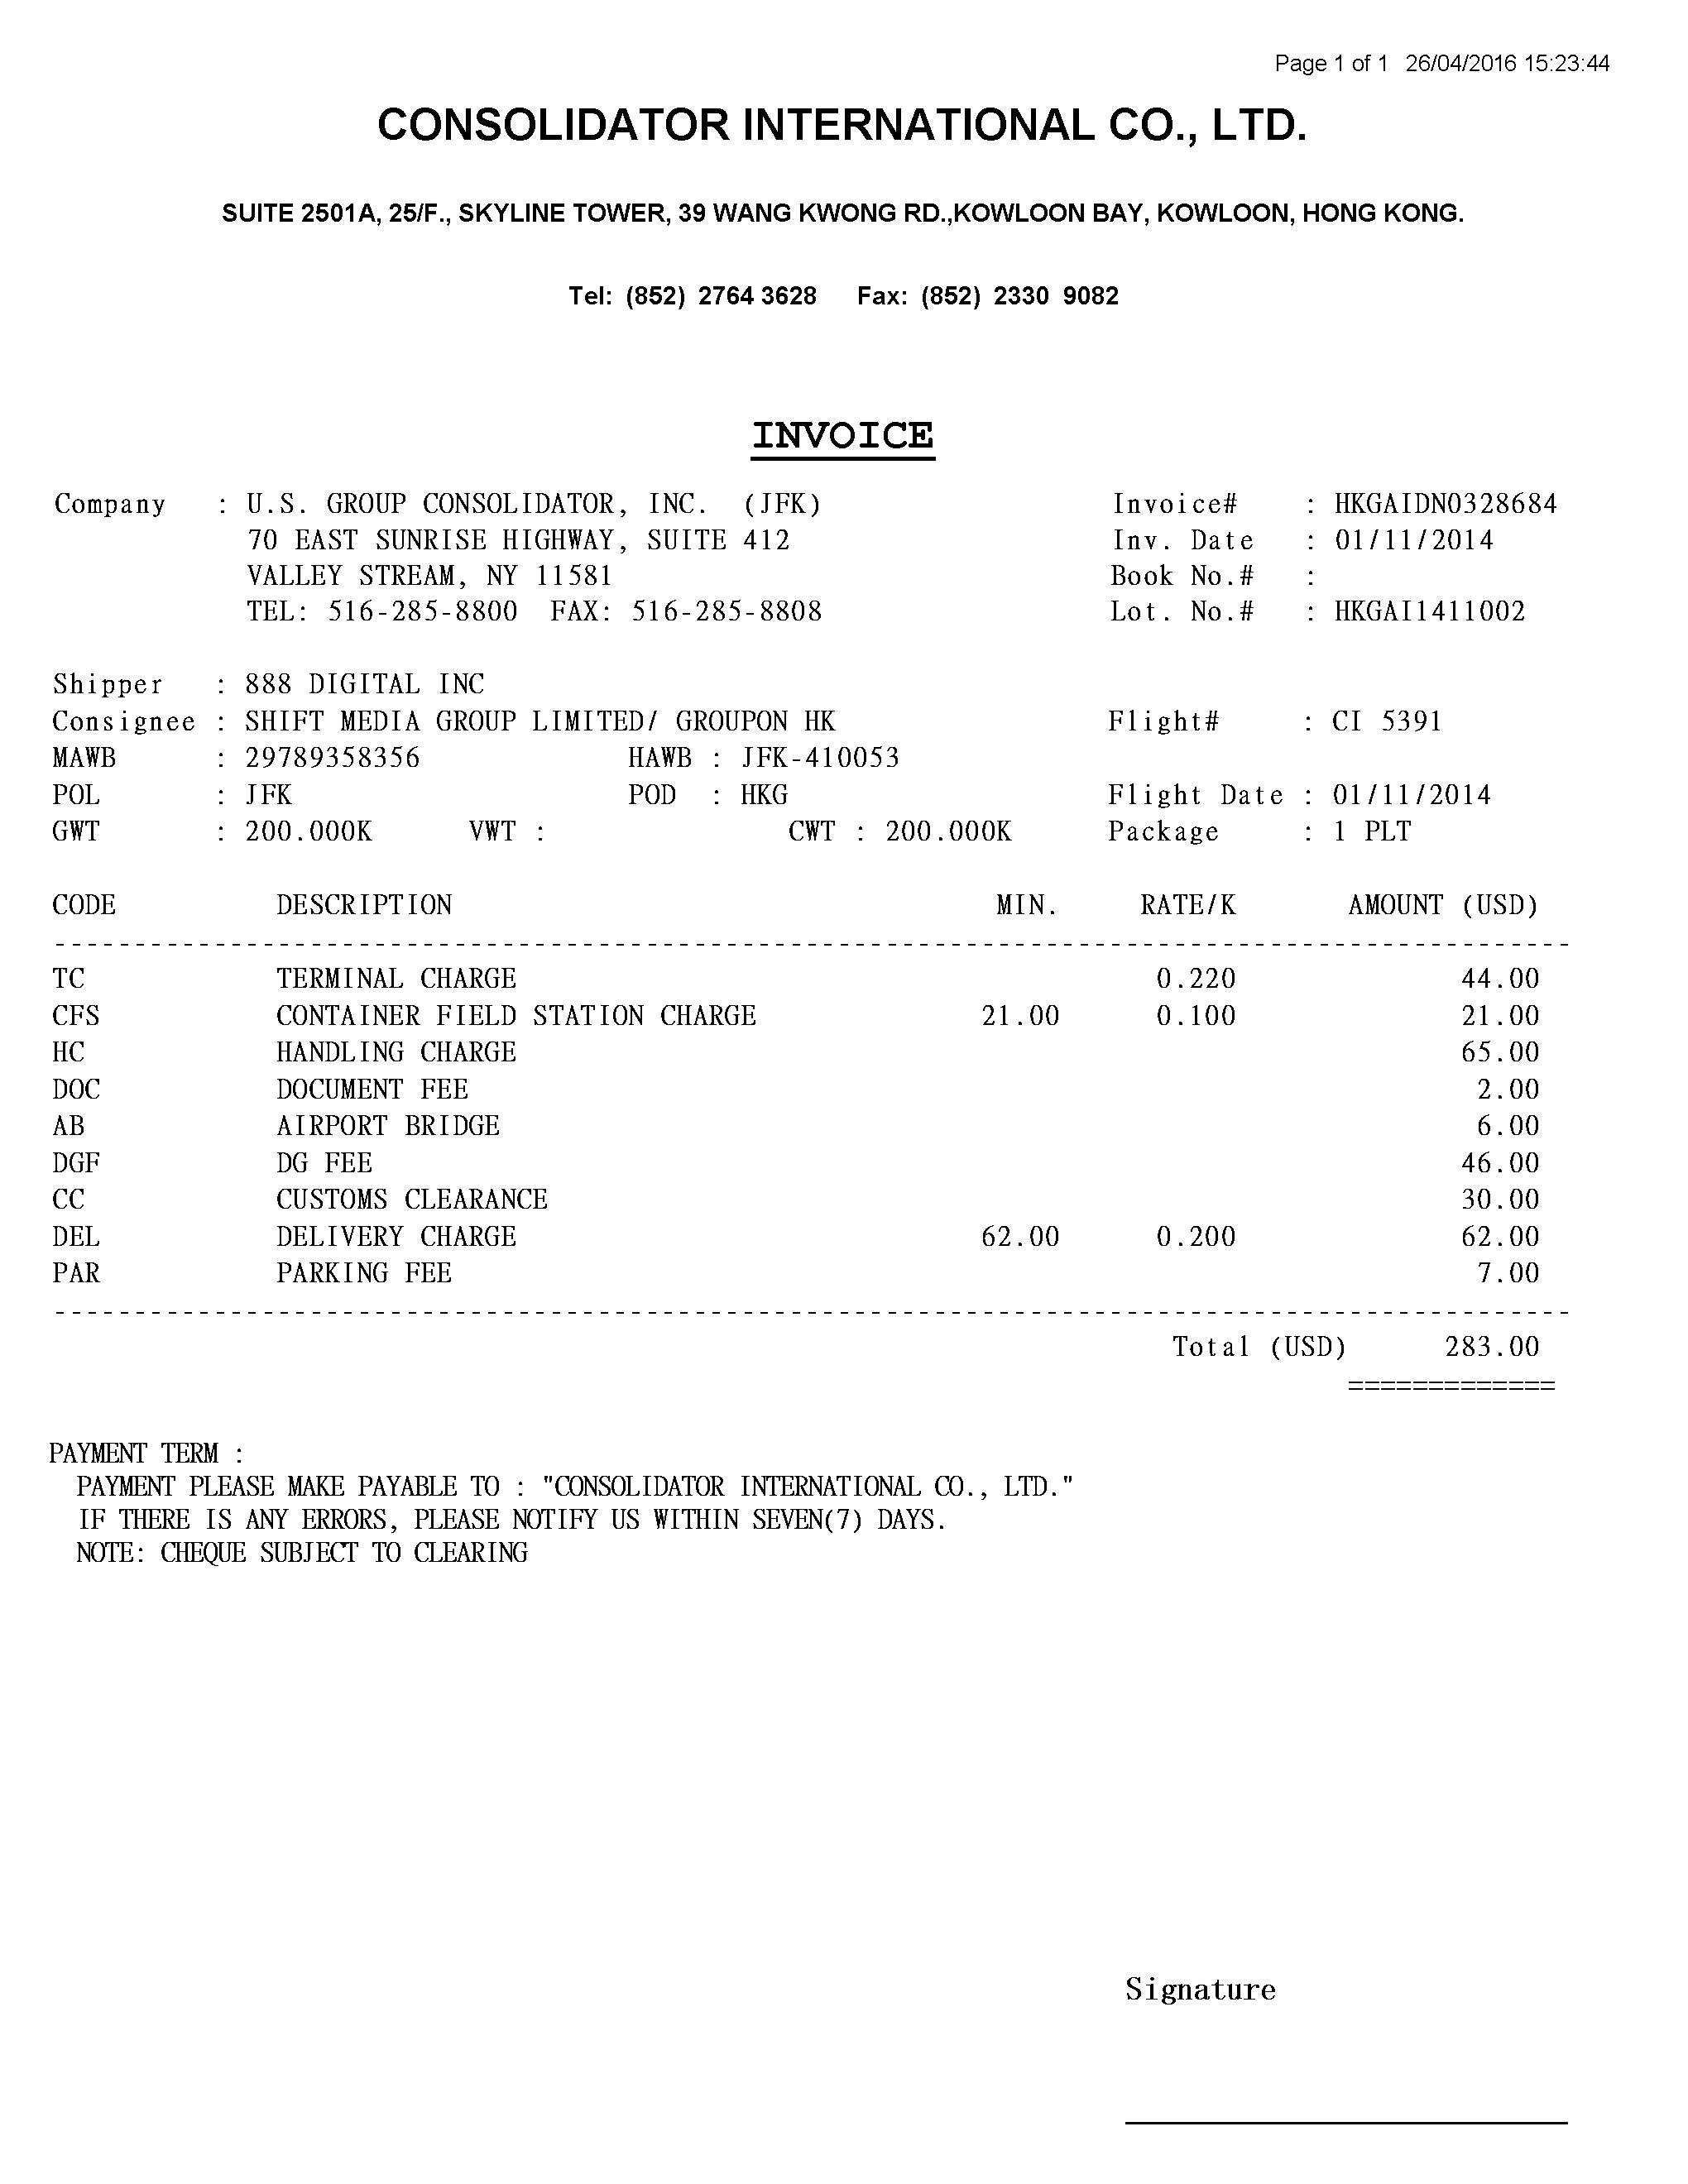 Page 1 of 1 26/04/2016 15:23:44
CONSOLIDATOR INTERNATIONAL CO., LTD.
SUITE 2501A, 25/F., SKYLINE TOWER, 39 WANG KWONG RD.,KOWLOON BAY, KOWLOON, HONG KONG.
Tel: (852) 2764 3628 Fax: (852) 2330 9082
INVOICE
Company : U.S. GROUP CONSOLIDATOR, INC. (JFK) Invoice# : HKGAIDN0328684
70 EAST SUNRISE HIGHWAY, SUITE 412 Inv. Date : 01/11/2014
VALLEY STREAM, NY 11581 Book No.# :
TEL: 516-285-8800 FAX: 516-285-8808 Lot. No.# : HKGAI1411002
Shipper : 888 DIGITAL INC
Consignee : SHIFT MEDIA GROUP LIMITED/ GROUPON HK Flight# : CI 5391
MAWB : 29789358356 HAWB : JFK-410053
POL : JFK POD : HKG Flight Date : 01/11/2014
GWT : 200.000K VWT : CWT : 200.000K Package : 1 PLT
CODE DESCRIPTION MIN. RATE/K AMOUNT (USD)
TC TERMINAL CHARGE 0.220 44.00
CFS CONTAINER FIELD STATION CHARGE 21.00 0.100 21.00
HC HANDLING CHARGE 65.00
DOC DOCUMENT FEE 2.00
AB AIRPORT BRIDGE 6.00
DGF DG FEE 46.00
CC CUSTOMS CLEARANCE 30.00
DEL DELIVERY CHARGE 62.00 0.200 62.00
PAR PARKING FEE 7.00
Total (USD) 283.00
=============
PAYMENT TERM :
PAYMENT PLEASE MAKE PAYABLE TO : "CONSOLIDATOR INTERNATIONAL CO., LTD."
IF THERE IS ANY ERRORS, PLEASE NOTIFY US WITHIN SEVEN(7) DAYS.
NOTE: CHEQUE SUBJECT TO CLEARING
Signature